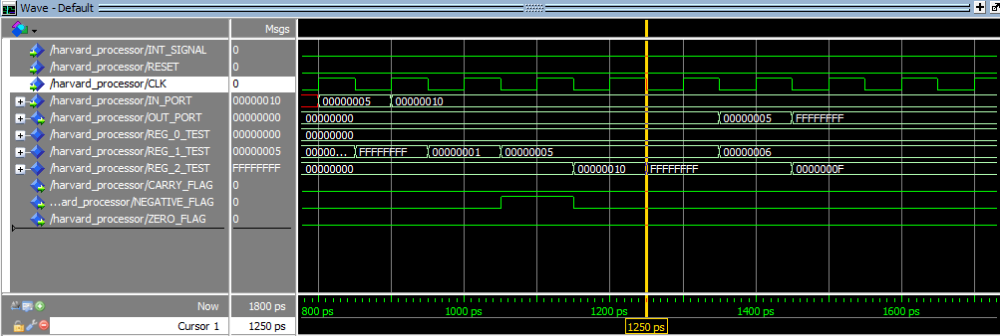 Wave - Default
Msgs
/harvard_processor/INT_SIGNAL 0
/harvard_processor/RESET 0
/harvard_processor/CLK 0
/harvard_processor/IN_PORT 00000010 00000005 00000010
/harvard_processor/OUT_PORT 00000000 00000000 00000005 FFFFFFFF
/harvard_processor/REG_0_TEST 00000000 00000000
/harvard_processor/REG_1_TEST 00000005 00000... FFFFFFFF 00000001 00000005 00000006
/harvard_processor/REG_2_TEST FFFFFFFF 00000000 00000010 FFFFFFFF 0000000F
/harvard_processor/CARRY_FLAG 0
...ard_processor/NEGATIVE_FLAG 0
/harvard_processor/ZERO_FLAG 0
Now 1800 ps 800 ps 1000 ps 1200 ps 1400 ps 1600 ps
Cursor 1 1250 ps 1250 ps